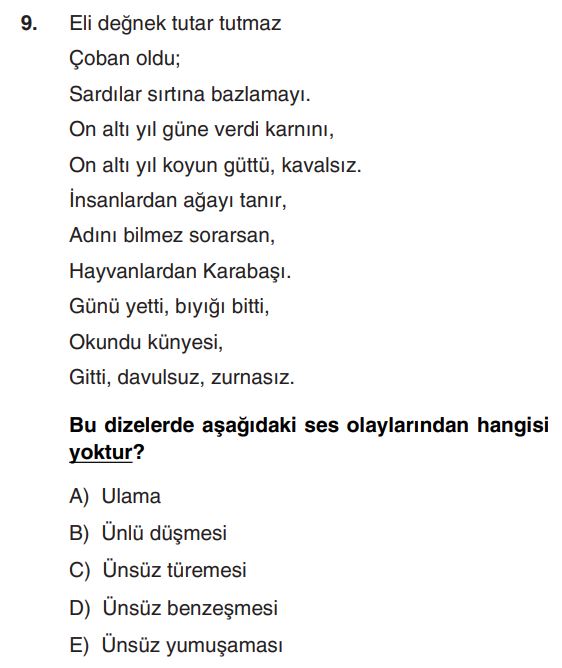 9. Eli değnek tutar tutmaz
Çoban oldu;
Sardılar sırtına bazlamayı.
On altı yıl güne verdi karnını,
On altı yıl koyun güttü, kavalsız.
İnsanlardan ağayı tanır,
Adını bilmez sorarsan,
Hayvanlardan Karabaşı.
Günü yetti, bıyığı bitti,
Okundu künyesi,
Gitti, davulsuz, zurnasız.
Bu dizelerde aşağıdaki ses olaylarından hangisi
yoktur?
A) Ulama
B) Ünlü düşmesi
C) Ünsüz türemesi
D) Ünsüz benzeşmesi
E) Ünsüz yumuşaması